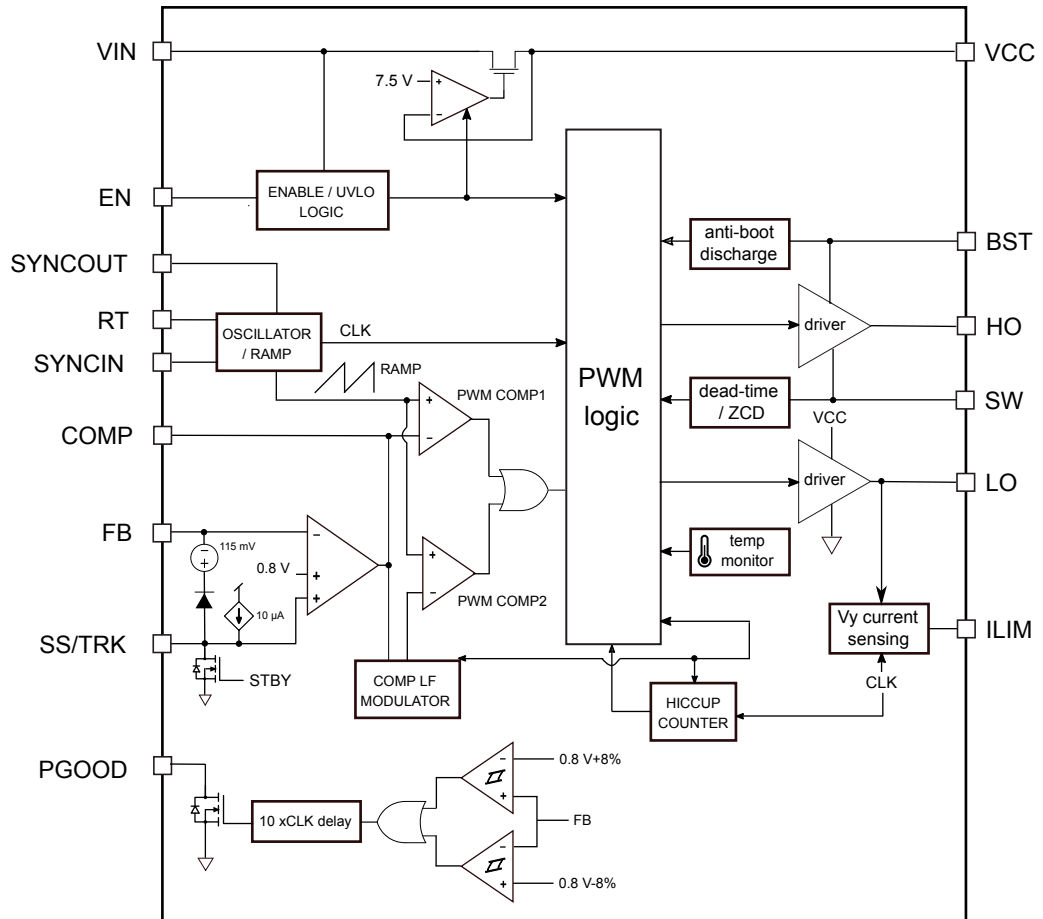 VIN
VCC
7.5 V
+
−
EN
ENABLE / UVLO
LOGIC
anti-boot
discharge
BST
SYNCOUT
RT
OSCILLATOR
/ RAMP
CLK
driver
HO
SYNCIN
RAMP
PWM COMP1
+
−
PWM
logic
dead-time
/ ZCD
SW
VCC
COMP
driver
LO
FB
−
+
115 mV
−
0.8 V
+
+
10 µA
+
−
PWM COMP2
temp
monitor
SS/TRK
STBY
Vy current
sensing
ILIM
COMP LF
MODULATOR
CLK
HICCUP
COUNTER
PGOOD
10 xCLK delay
−
+
0.8 V+8%
FB
−
+
0.8 V-8%